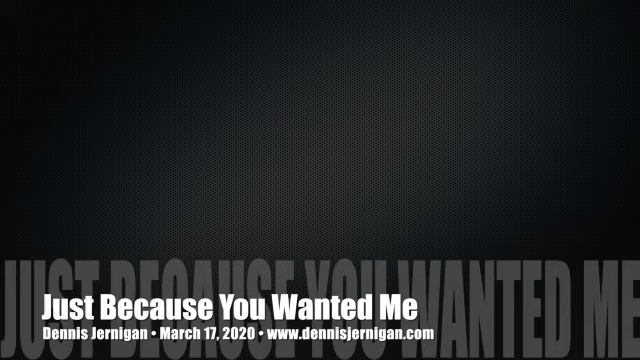 JUST BECAUSE YOU WANTED ME
Just Because You Wanted Me
Dennis Jernigan • March 17, 2020 • www.dennisjernigan.com